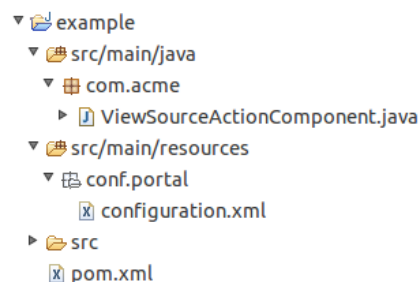 example
src/main/java
com.acme
ViewSourceActionComponent.java
src/main/resources
conf.portal
configuration.xml
src
pom.xml